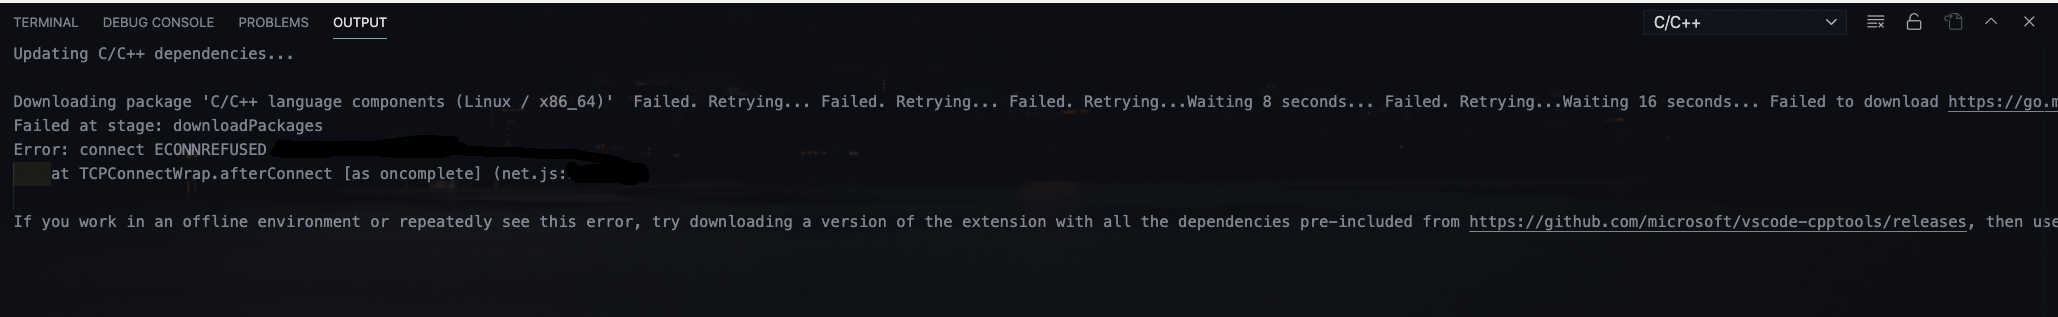 TERMINAL DEBUG CONSOLE PROBLEMS OUTPUT C/C++
Updating C/C++ dependencies...
Downloading package 'C/C++ language components (Linux / x86_64)' Failed. Retrying... Failed. Retrying... Failed. Retrying...Waiting 8 seconds... Failed. Retrying...Waiting 16 seconds... Failed to download https://go.m
Failed at stage: downloadPackages
Error: connect ECONNREFUSED
at TCPConnectWrap.afterConnect [as oncomplete] (net.js:
If you work in an offline environment or repeatedly see this error, try downloading a version of the extension with all the dependencies pre-included from https://github.com/microsoft/vscode-cpptools/releases, then use